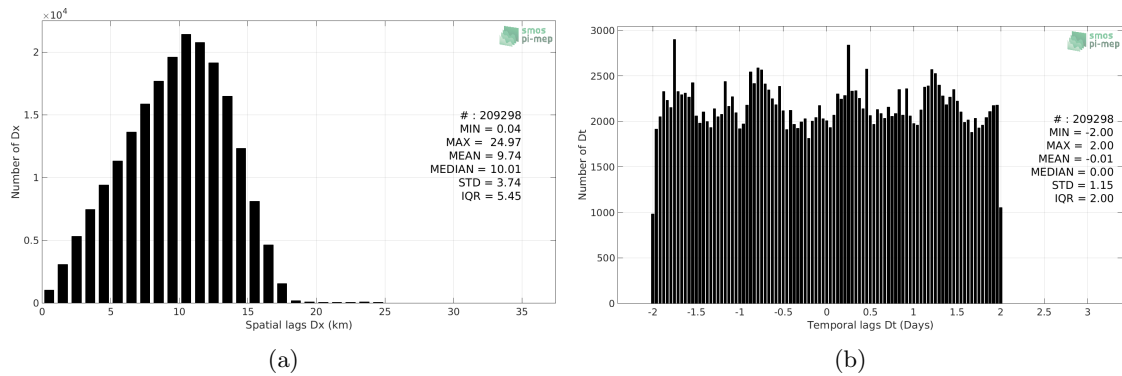 ×10⁴
2
1.5
1
0.5
0
Number of Dx
0 5 10 15 20 25 30 35
Spatial lags Dx (km)
smos
pi-mep
# : 209298
MIN = 0.04
MAX = 24.97
MEAN = 9.74
MEDIAN = 10.01
STD = 3.74
IQR = 5.45
(a)
3000
2500
2000
1500
1000
500
0
Number of Dt
-2 -1.5 -1 -0.5 0 0.5 1 1.5 2 2.5 3
Temporal lags Dt (Days)
smos
pi-mep
# : 209298
MIN = -2.00
MAX = 2.00
MEAN = -0.01
MEDIAN = 0.00
STD = 1.15
IQR = 2.00
(b)